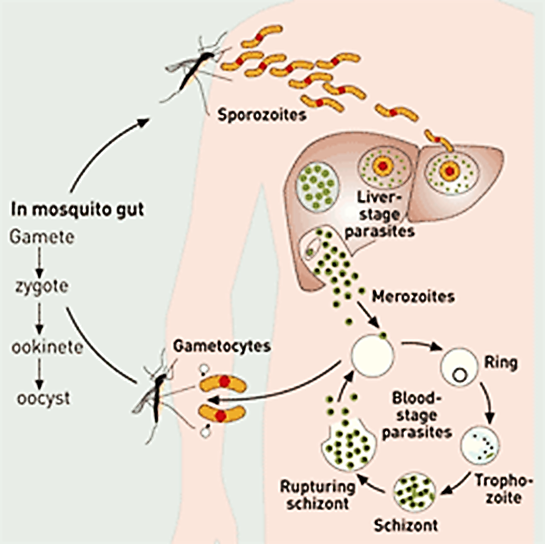 Sporozoites
Liver-
stage
parasites
In mosquito gut
Gamete
zygote
ookinete
oocyst
Merozoites
Gametocytes
Ring
Blood-
stage
parasites
Tropho-
zoite
Rupturing
schizont
Schizont